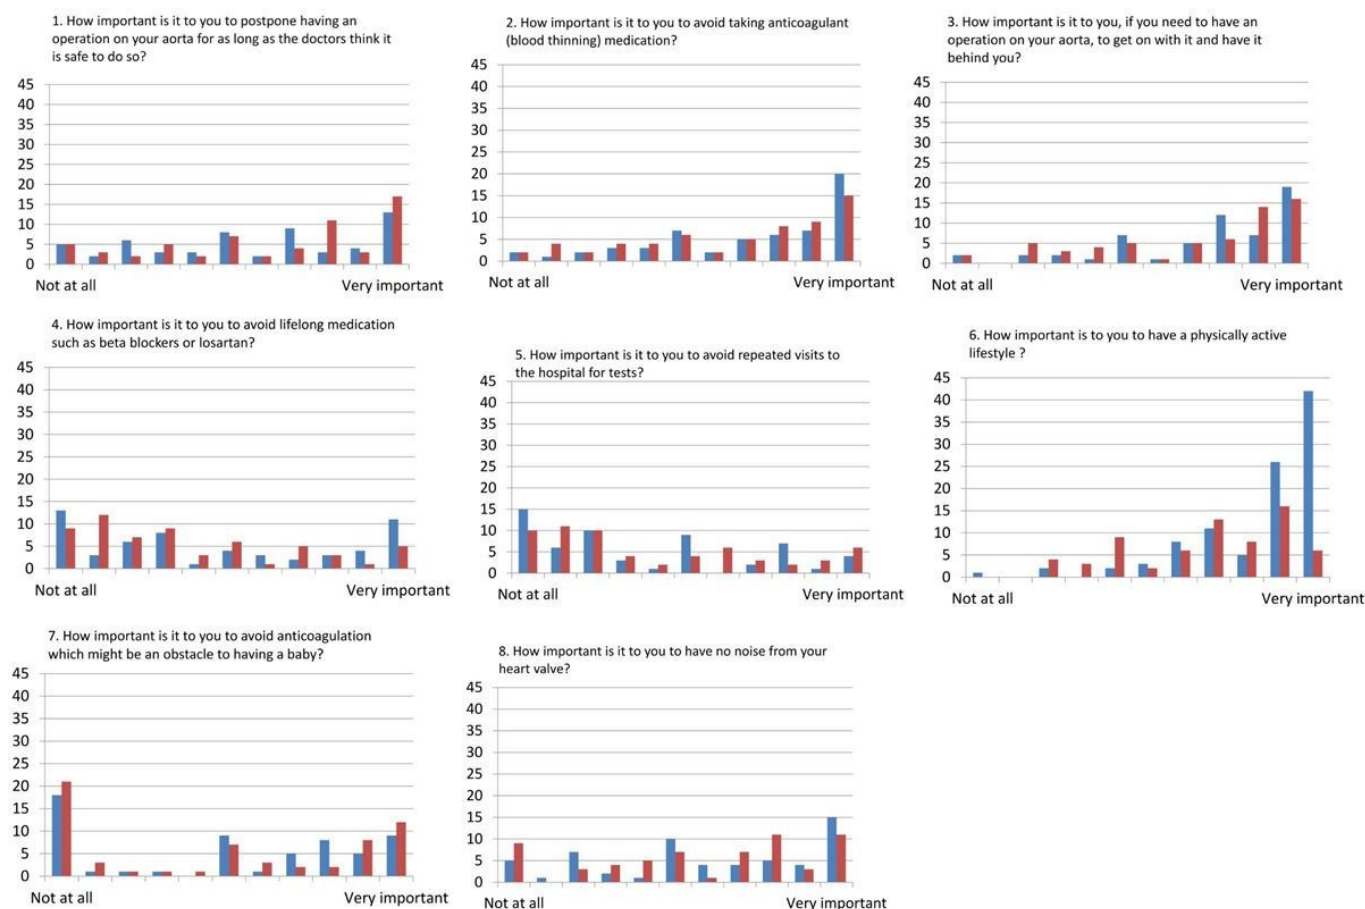 1. How important is it to you to postpone having an
operation on your aorta for as long as the doctors think it
is safe to do so?
45
40
35
30
25
20
15
10
5
0
Not at all
Very important
2. How important is it to you to avoid taking anticoagulant
(blood thinning) medication?
45
40
35
30
25
20
15
10
5
0
Not at all
Very important
3. How important is it to you, if you need to have an
operation on your aorta, to get on with it and have it
behind you?
45
40
35
30
25
20
15
10
5
0
Not at all
Very important
4. How important is it to you to avoid lifelong medication
such as beta blockers or losartan?
45
40
35
30
25
20
15
10
5
0
Not at all
Very important
5. How important is it to you to avoid repeated visits to
the hospital for tests?
45
40
35
30
25
20
15
10
5
0
Not at all
Very important
6. How important is to you to have a physically active
lifestyle ?
45
40
35
30
25
20
15
10
5
0
Not at all
Very important
7. How important is it to you to avoid anticoagulation
which might be an obstacle to having a baby?
45
40
35
30
25
20
15
10
5
0
Not at all
Very important
8. How important is it to you to have no noise from your
heart valve?
45
40
35
30
25
20
15
10
5
0
Not at all
Very important